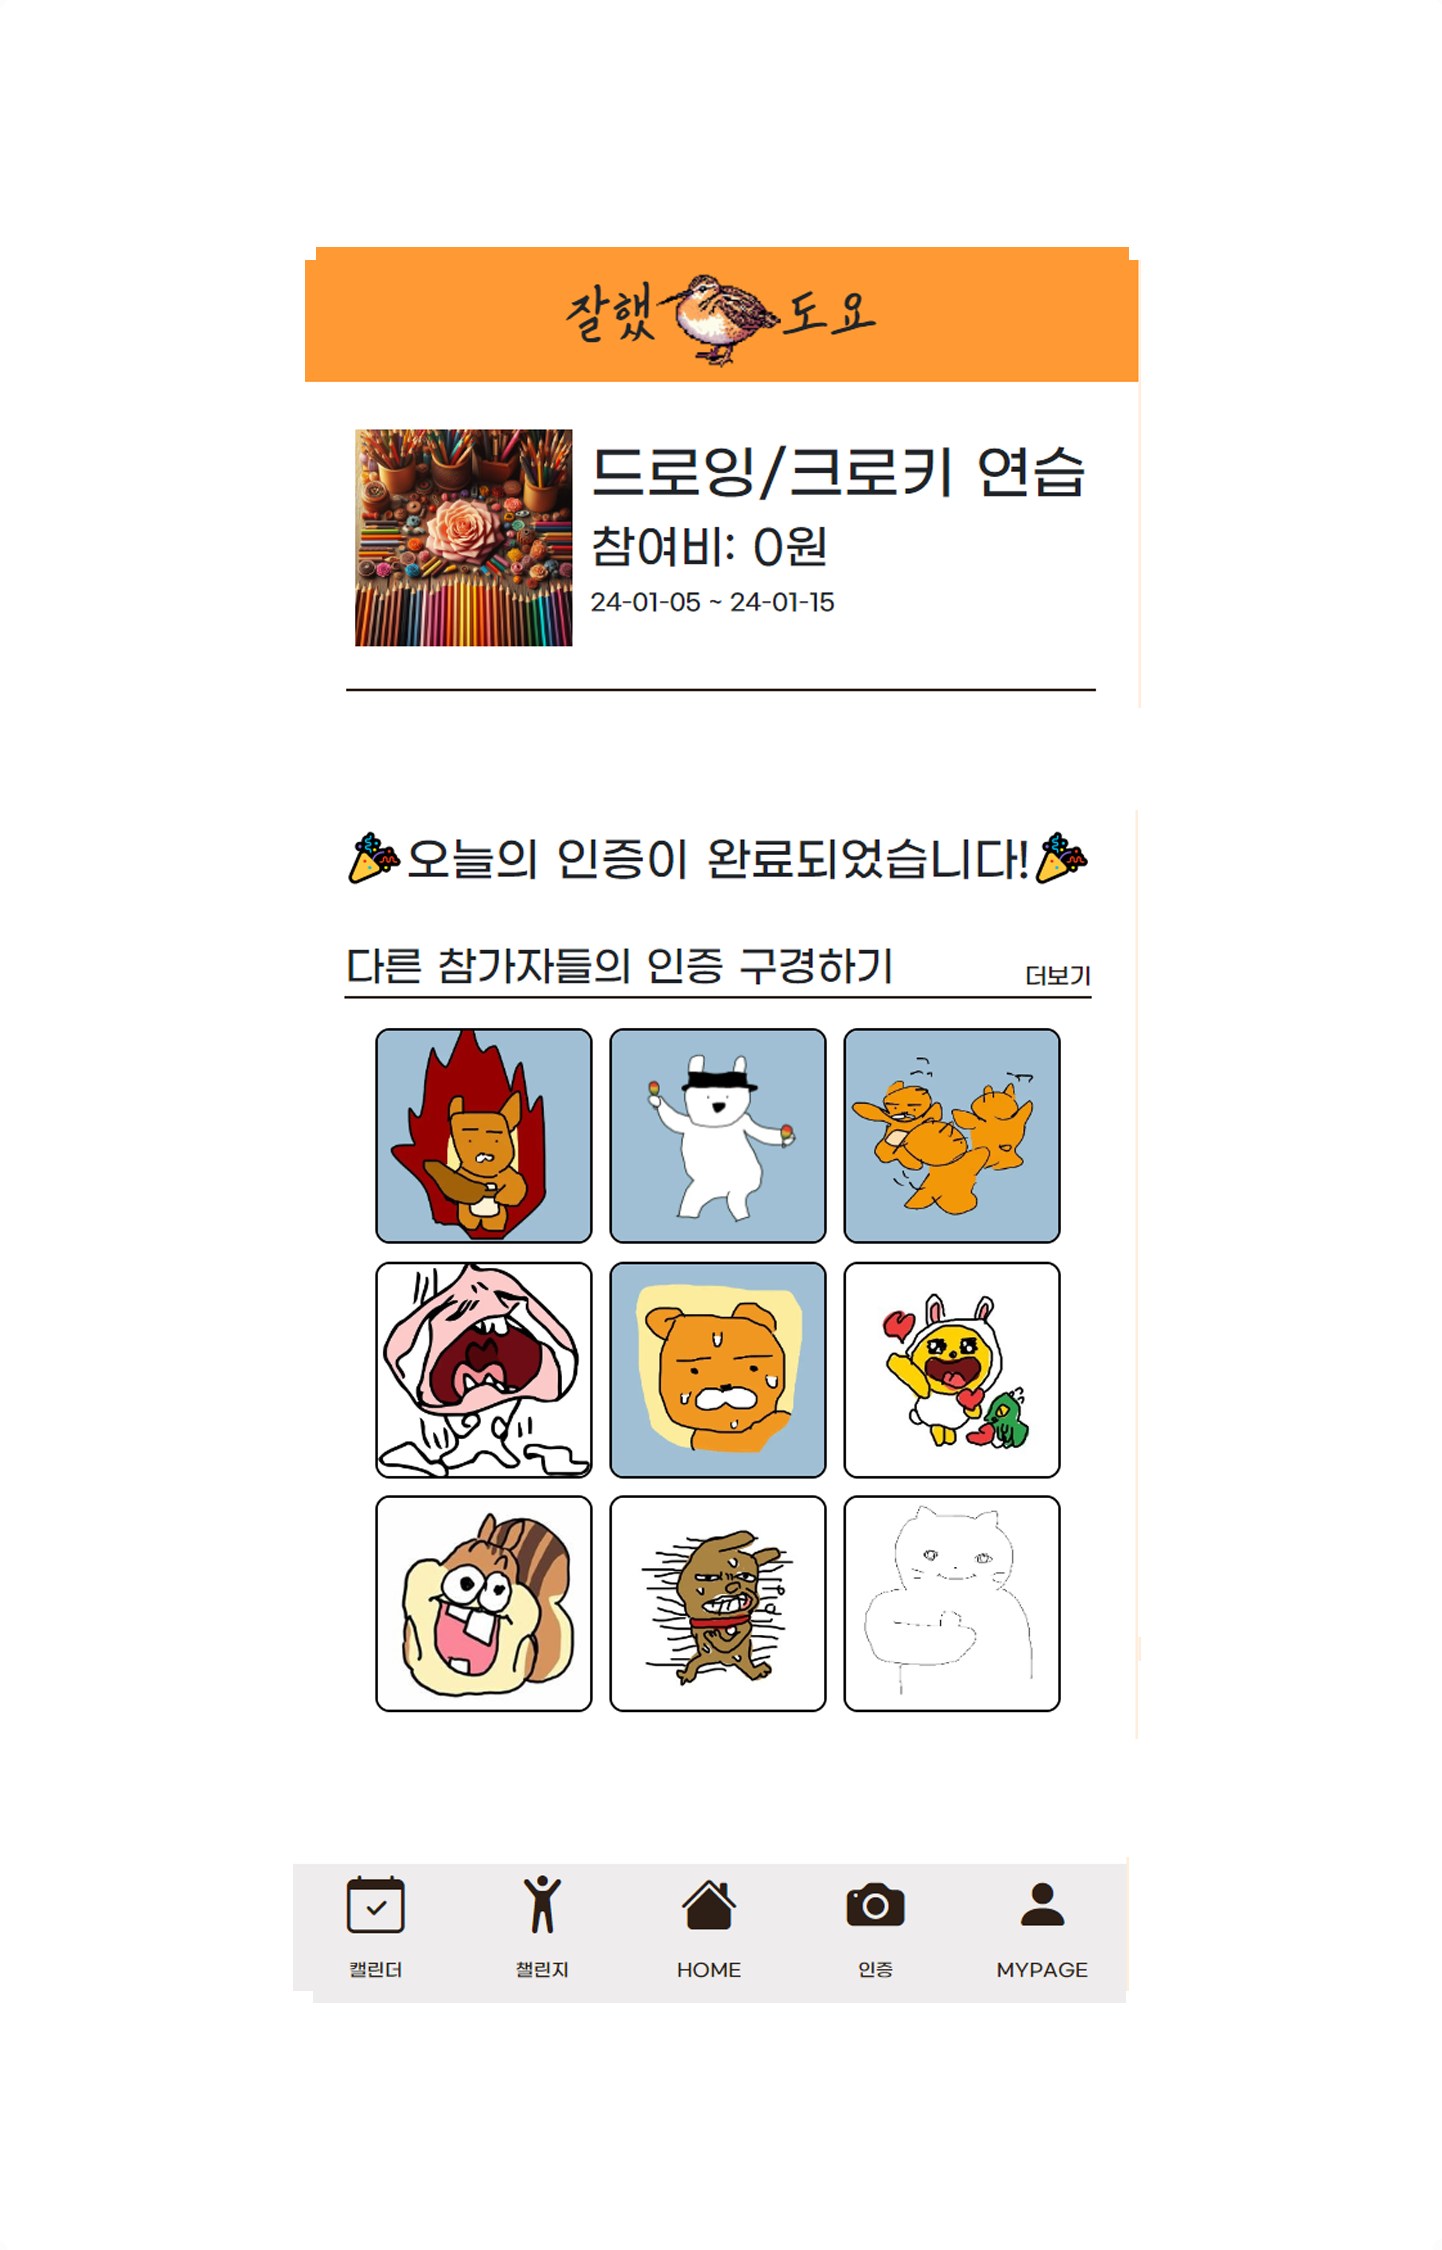 잘했 도요
드로잉/크로키 연습
참여비: 0원
24-01-05 ~ 24-01-15
오늘의 인증이 완료되었습니다!
다른 참가자들의 인증 구경하기
더보기
캘린더
챌린지
HOME
인증
MYPAGE